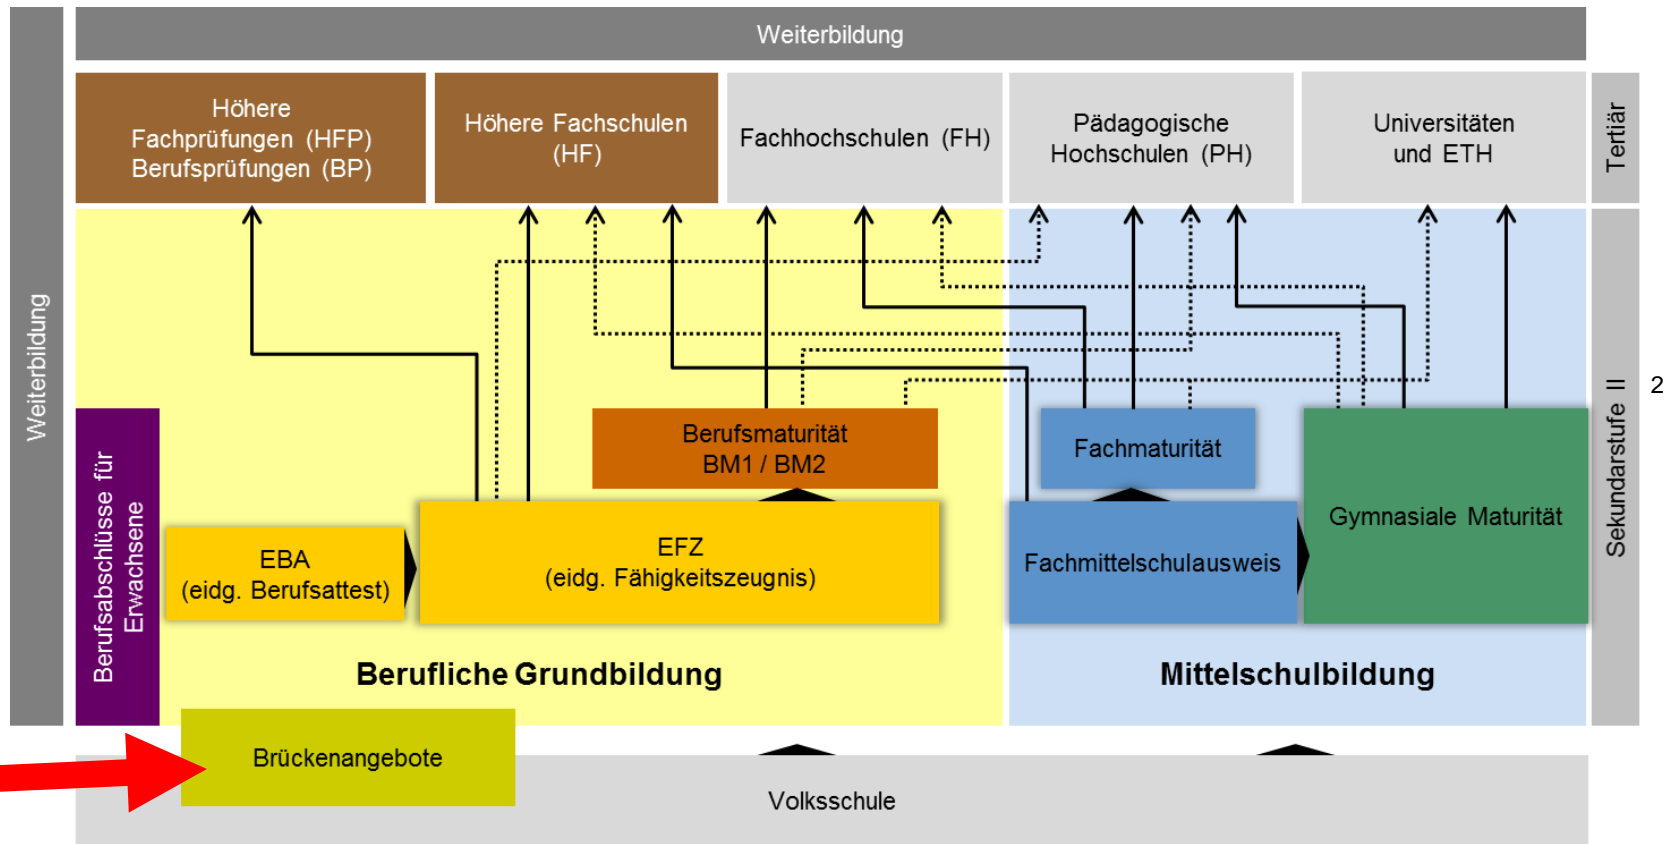 Weiterbildung
Weiterbildung
Höhere
Fachprüfungen (HFP)
Berufsprüfungen (BP)
Höhere Fachschulen
(HF)
Fachhochschulen (FH)
Pädagogische
Hochschulen (PH)
Universitäten
und ETH
Tertiär
Sekundarstufe II
2
Berufsabschlüsse für
Erwachsene
Berufsmaturität
BM1 / BM2
Fachmaturität
Gymnasiale Maturität
EBA
(eidg. Berufsattest)
EFZ
(eidg. Fähigkeitszeugnis)
Fachmittelschulausweis
Berufliche Grundbildung
Mittelschulbildung
Brückenangebote
Volksschule